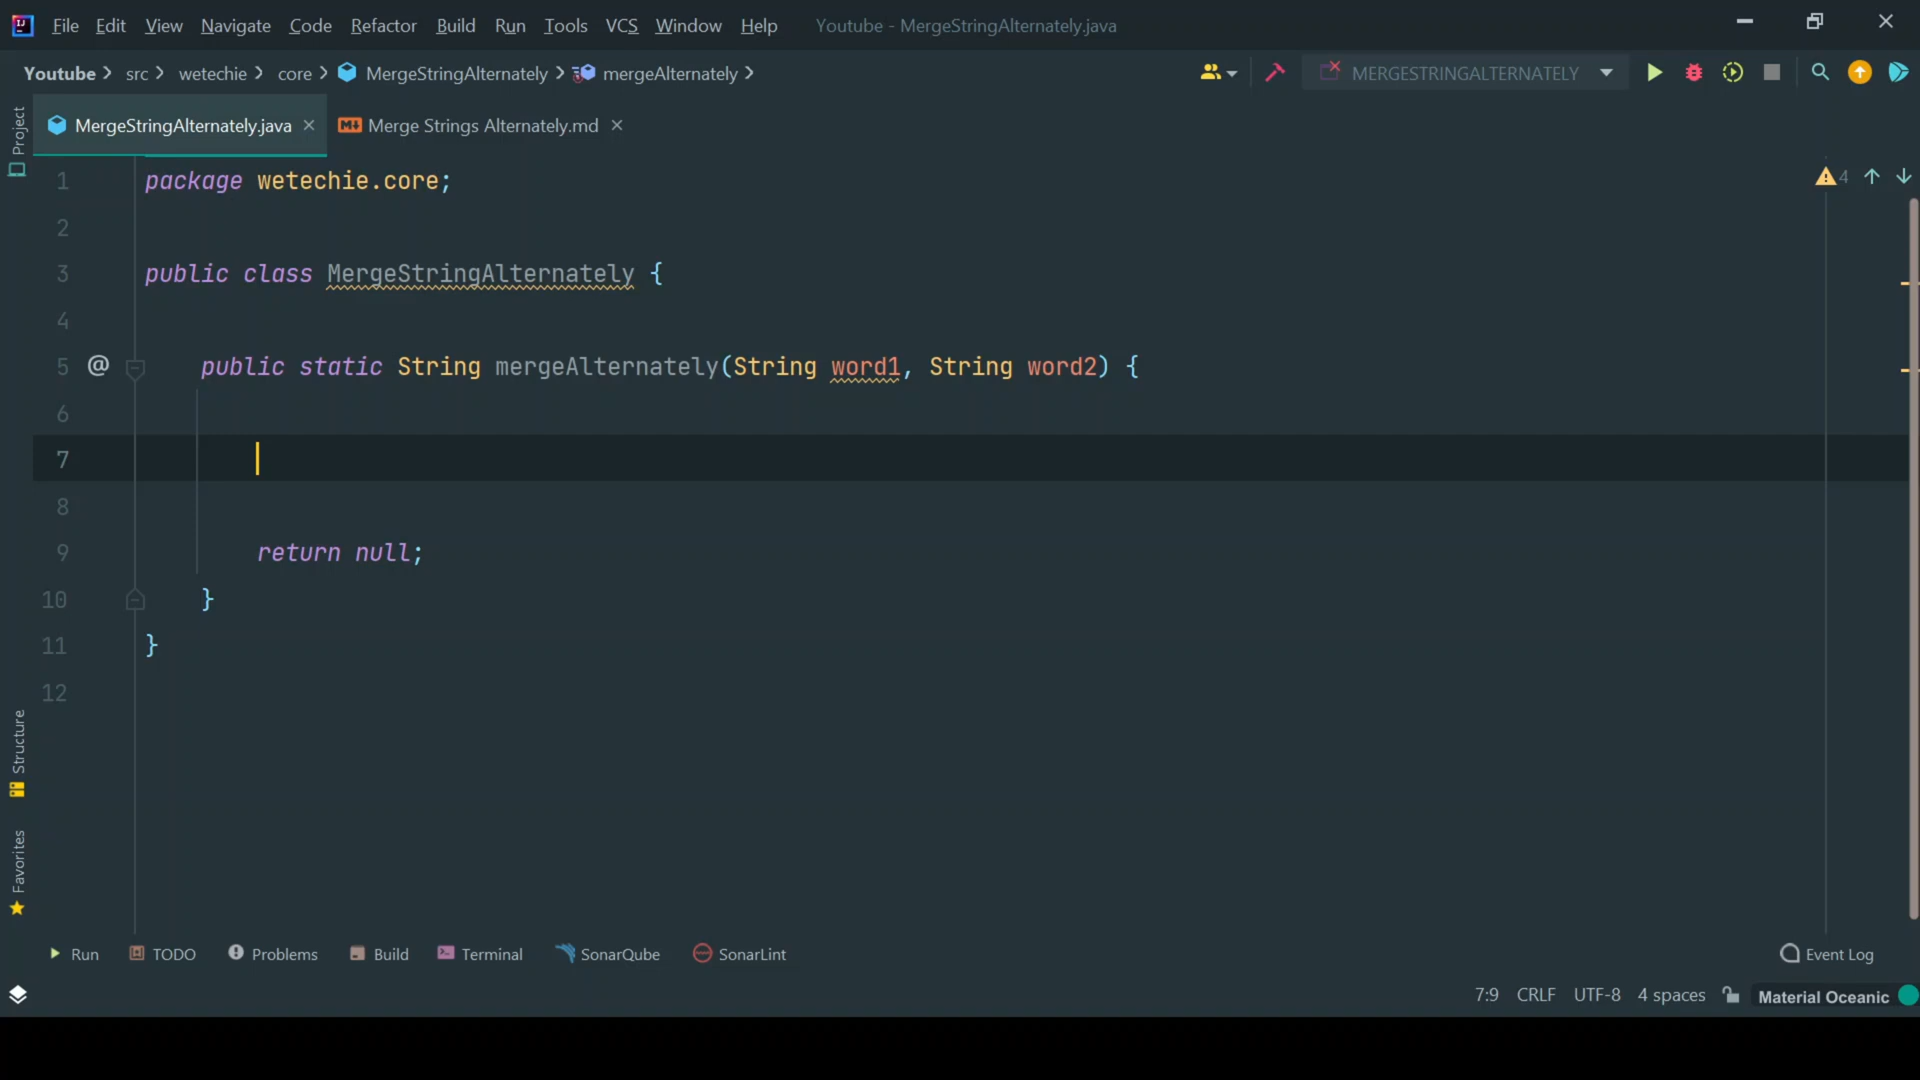 File Edit View Navigate Code Refactor Build Run Tools VCS Window Help Youtube - MergeStringAlternately.java
Youtube src wetechie core MergeStringAlternately mergeAlternately MERGESTRINGALTERNATELY
Project
MergeStringAlternately.java Merge Strings Alternately.md
4
1 package wetechie.core;
2
3 public class MergeStringAlternately {
4
5 @ public static String mergeAlternately(String word1, String word2) {
6
7
8
9 return null;
10 }
11 }
12
Structure
Favorites
Run TODO Problems Build Terminal SonarQube SonarLint Event Log
7:9 CRLF UTF-8 4 spaces Material Oceanic